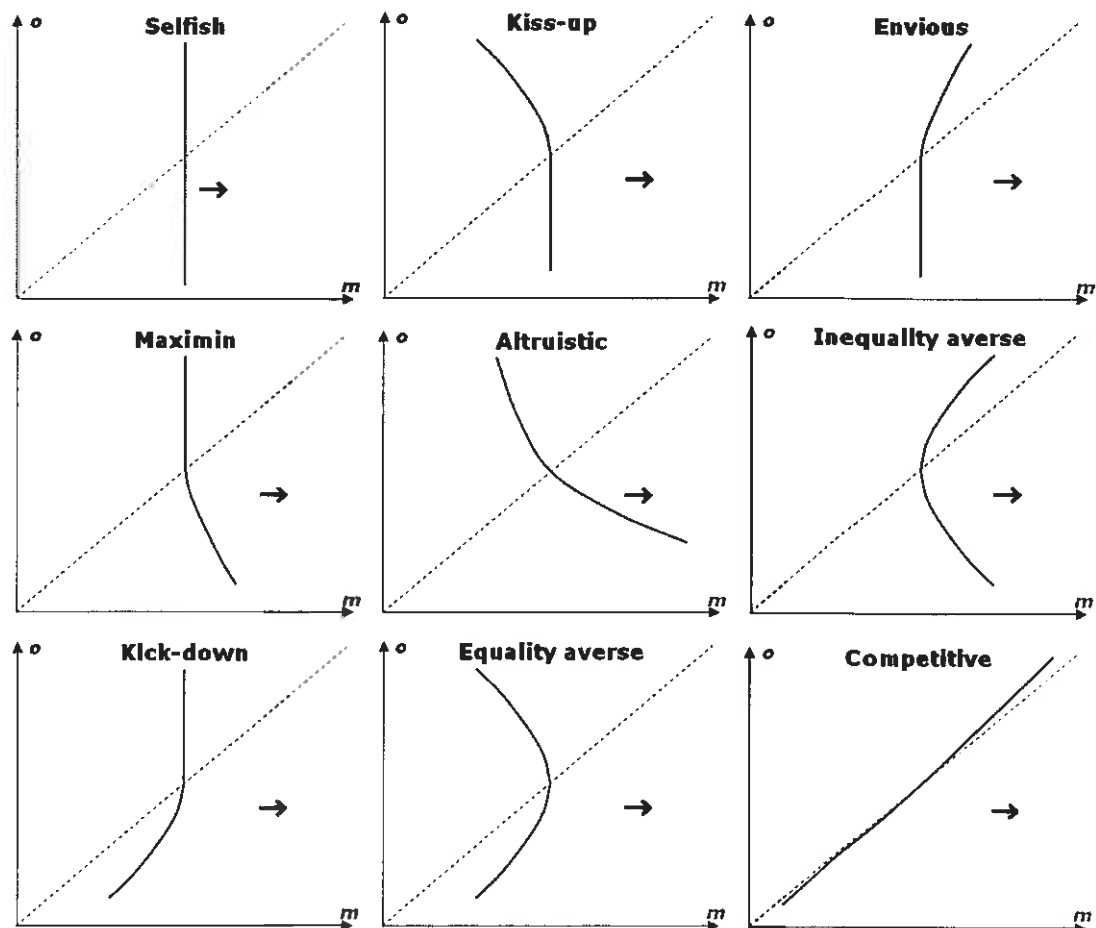 o
Selfish
m
o
Kiss-up
m
o
Envious
m
o
Maximin
m
o
Altruistic
m
o
Inequality averse
m
o
Kick-down
m
o
Equality averse
m
o
Competitive
m